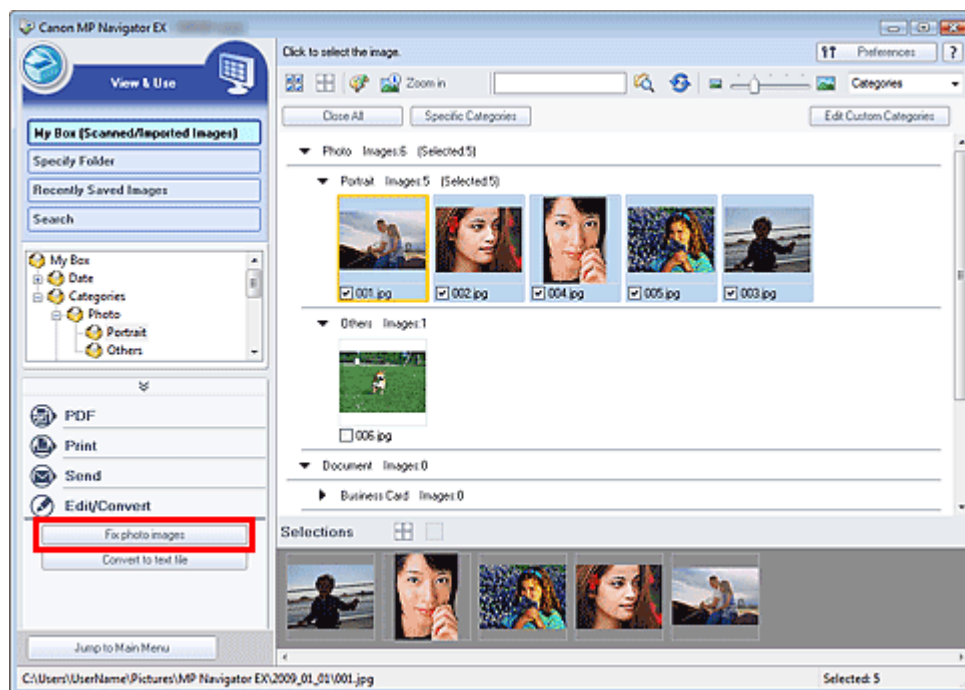 Canon MP Navigator EX
View & Use
My Box (Scanned/Imported Images)
Specify Folder
Recently Saved Images
Search
My Box
Date
Categories
Photo
Portrait
Others
PDF
Print
Send
Edit/Convert
Fix photo images
Convert to text file
Jump to Main Menu
Click to select the image.
Preferences ?
Zoom in
Categories
Close All Specific Categories Edit Custom Categories
Photo Images:6 (Selected:5)
Portrait Images:5 (Selected:5)
001.jpg 002.jpg 004.jpg 005.jpg 003.jpg
Others Images:1
006.jpg
Document Images:0
Business Card Images:0
Selections
C:\Users\UserName\Pictures\MP Navigator EX\2009_01_01\001.jpg Selected: 5